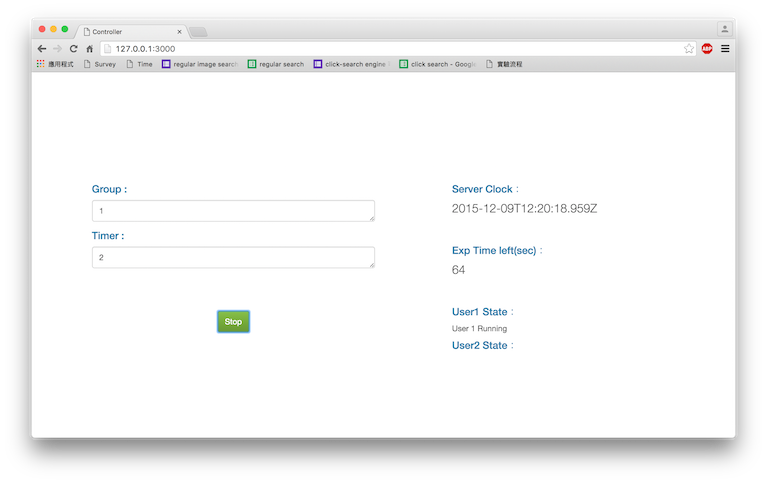 Controller
127.0.0.1:3000
ABP
應用程式 Survey Time regular image search regular search click-search engine click search - Google 實驗流程
Group :
1
Timer :
2
Stop
Server Clock：
2015-12-09T12:20:18.959Z
Exp Time left(sec)：
64
User1 State：
User 1 Running
User2 State：